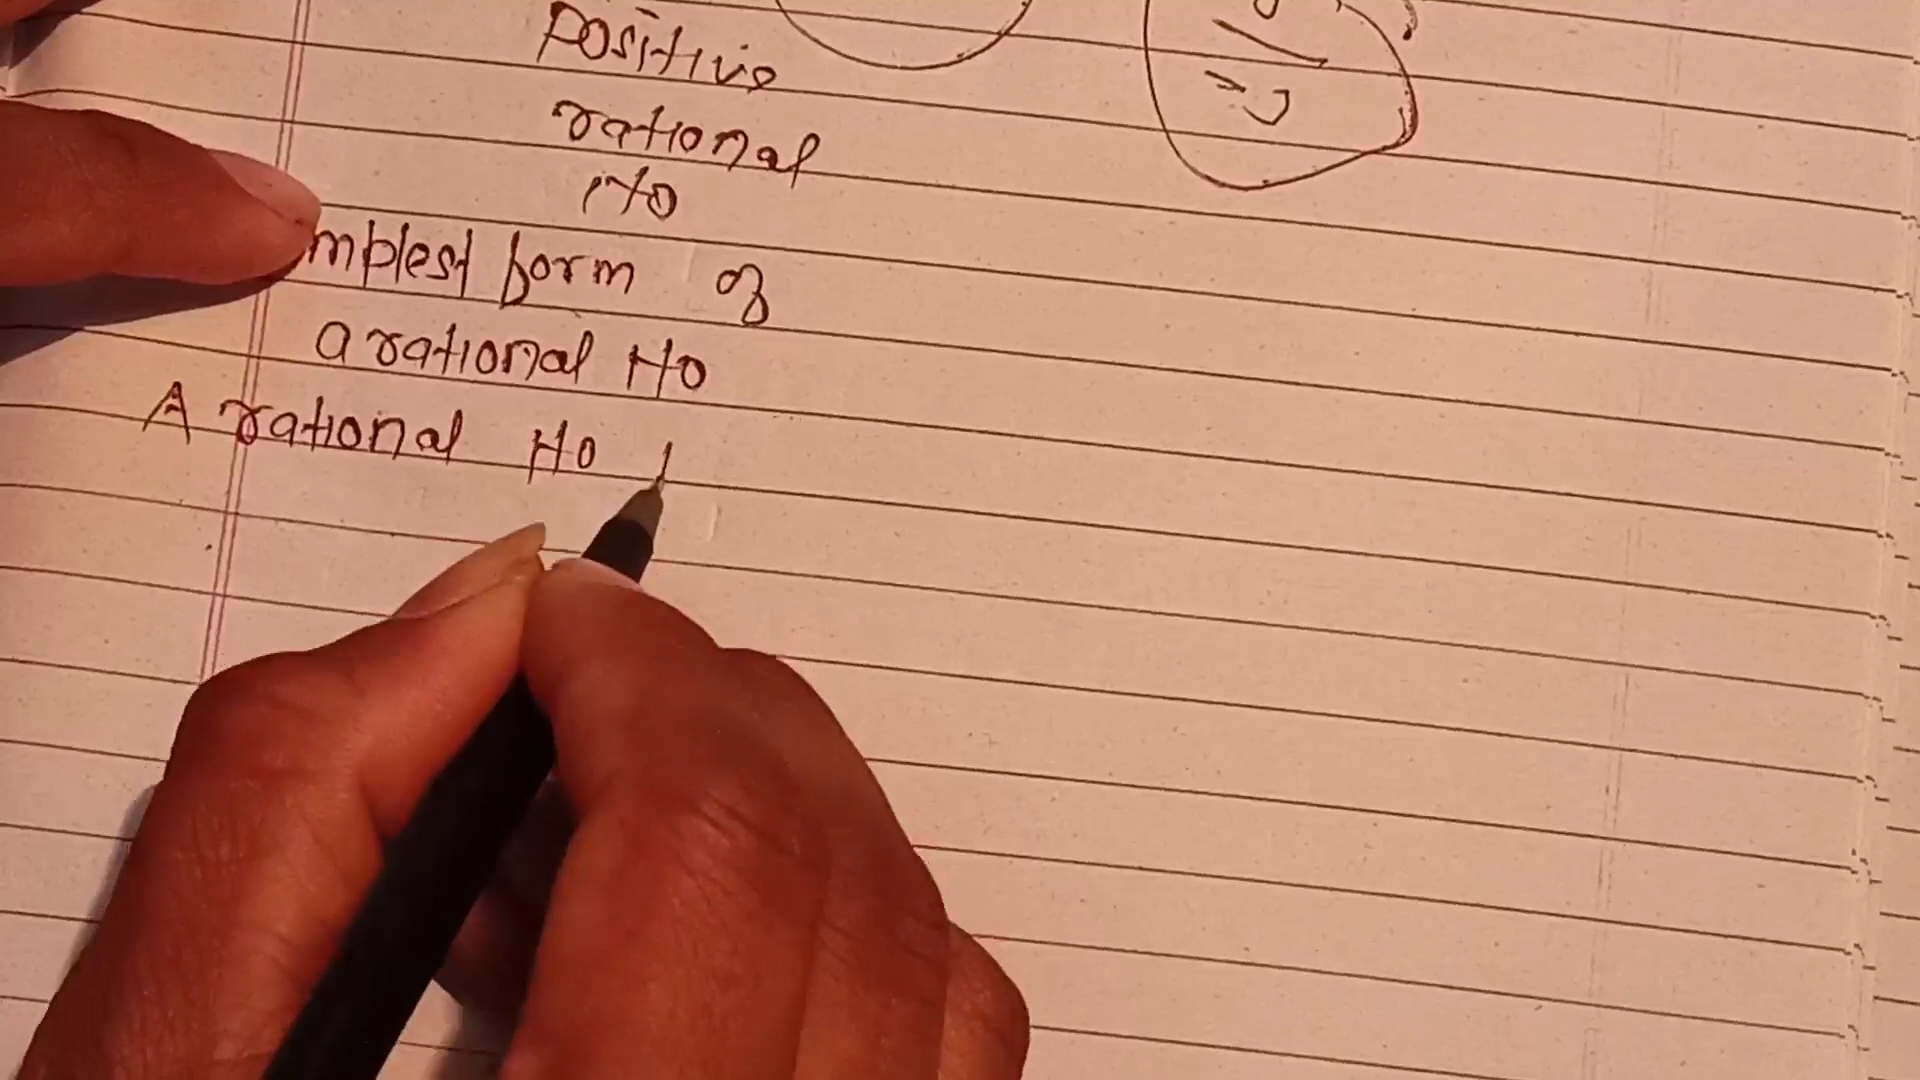 Positive
rational
No
mplest form of
a rational No
A rational No